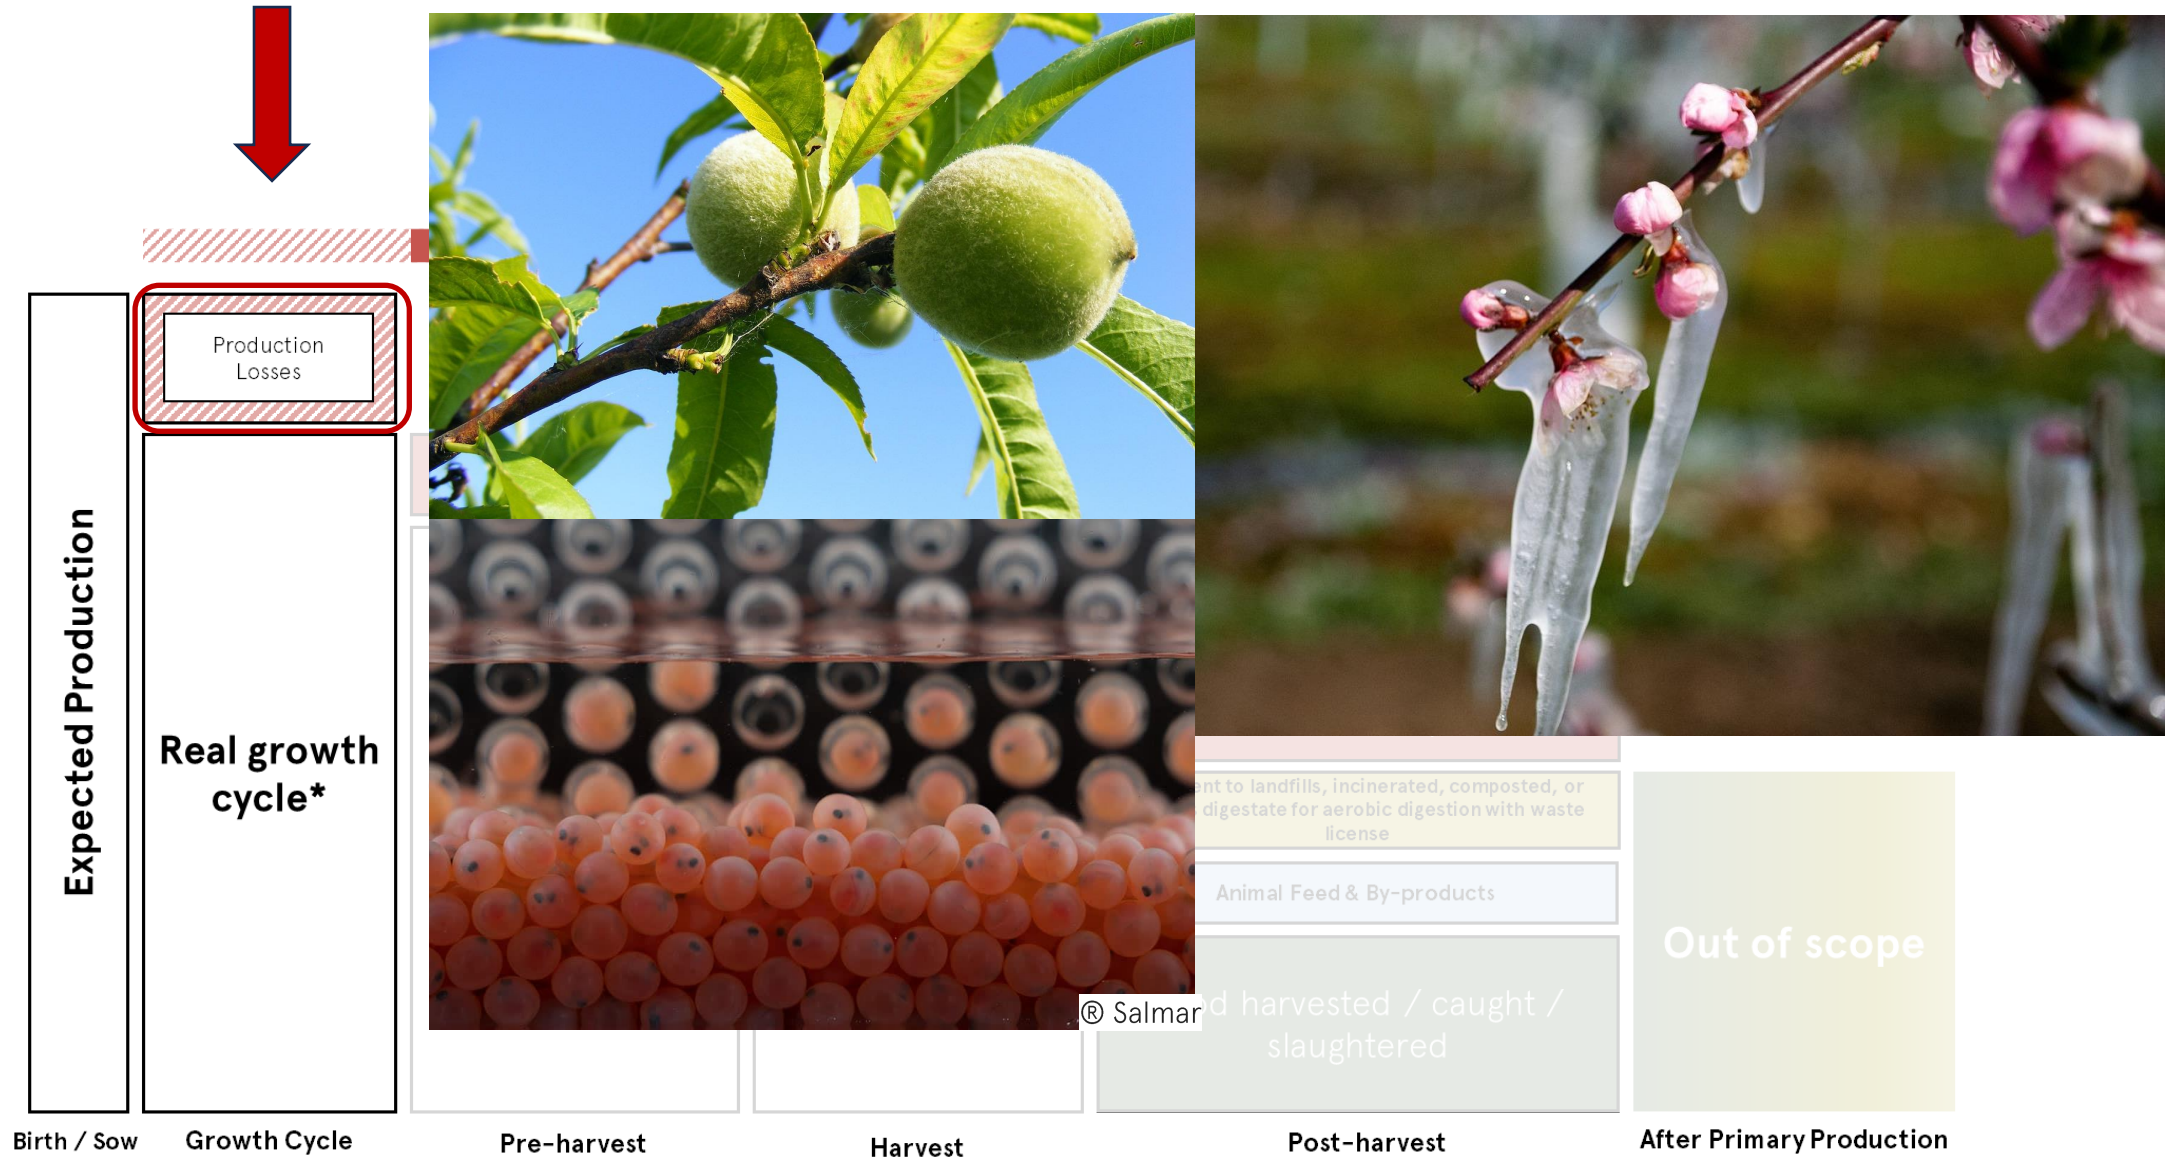 Production
Losses
Expected Production
Real growth
cycle*
to landfills, incinerated, composted, or
digestate for aerobic digestion with waste
license
Animal Feed & By-products
Out of scope
harvested / caught /
slaughtered
® Salmar
Birth / Sow
Growth Cycle
Pre-harvest
Harvest
Post-harvest
After Primary Production